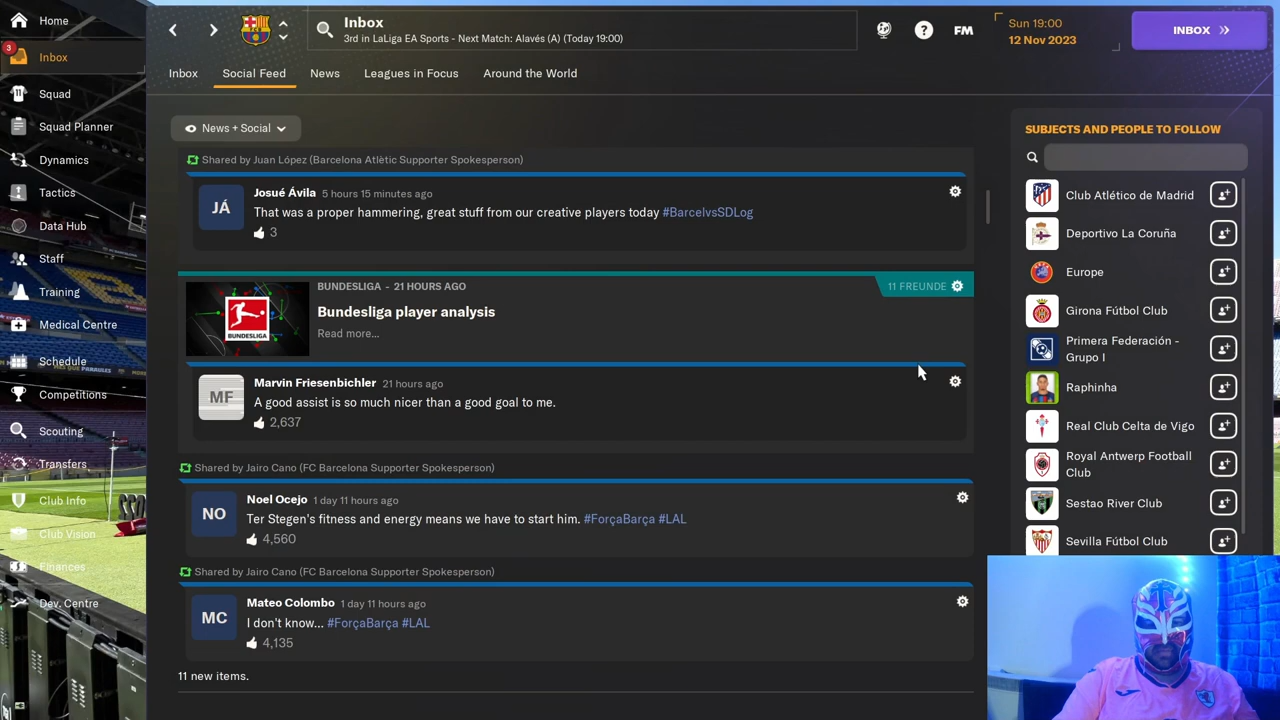 Home
3
Inbox
Squad
Squad Planner
Dynamics
Tactics
Data Hub
Staff
Training
Medical Centre
Schedule
Competitions
Scouting
Transfers
Club Info
Club Vision
Finances
Dev. Centre
Inbox
3rd in LaLiga EA Sports - Next Match: Alavés (A) (Today 19:00)
FM
Sun 19:00
12 Nov 2023
INBOX
Inbox
Social Feed
News
Leagues in Focus
Around the World
News + Social
Shared by Juan López (Barcelona Atlètic Supporter Spokesperson)
JÁ
Josué Ávila 5 hours 15 minutes ago
That was a proper hammering, great stuff from our creative players today #BarcelvsSDLog
3
BUNDESLIGA - 21 HOURS AGO
11 FREUNDE
Bundesliga player analysis
Read more...
BUNDESLIGA
MF
Marvin Friesenbichler 21 hours ago
A good assist is so much nicer than a good goal to me.
2,637
Shared by Jairo Cano (FC Barcelona Supporter Spokesperson)
NO
Noel Ocejo 1 day 11 hours ago
Ter Stegen's fitness and energy means we have to start him. #ForçaBarça #LAL
4,560
Shared by Jairo Cano (FC Barcelona Supporter Spokesperson)
MC
Mateo Colombo 1 day 11 hours ago
I don't know... #ForçaBarça #LAL
4,135
11 new items.
SUBJECTS AND PEOPLE TO FOLLOW
Club Atlético de Madrid
Deportivo La Coruña
Europe
Girona Fútbol Club
Primera Federación -
Grupo I
Raphinha
Real Club Celta de Vigo
Royal Antwerp Football
Club
Sestao River Club
Sevilla Fútbol Club